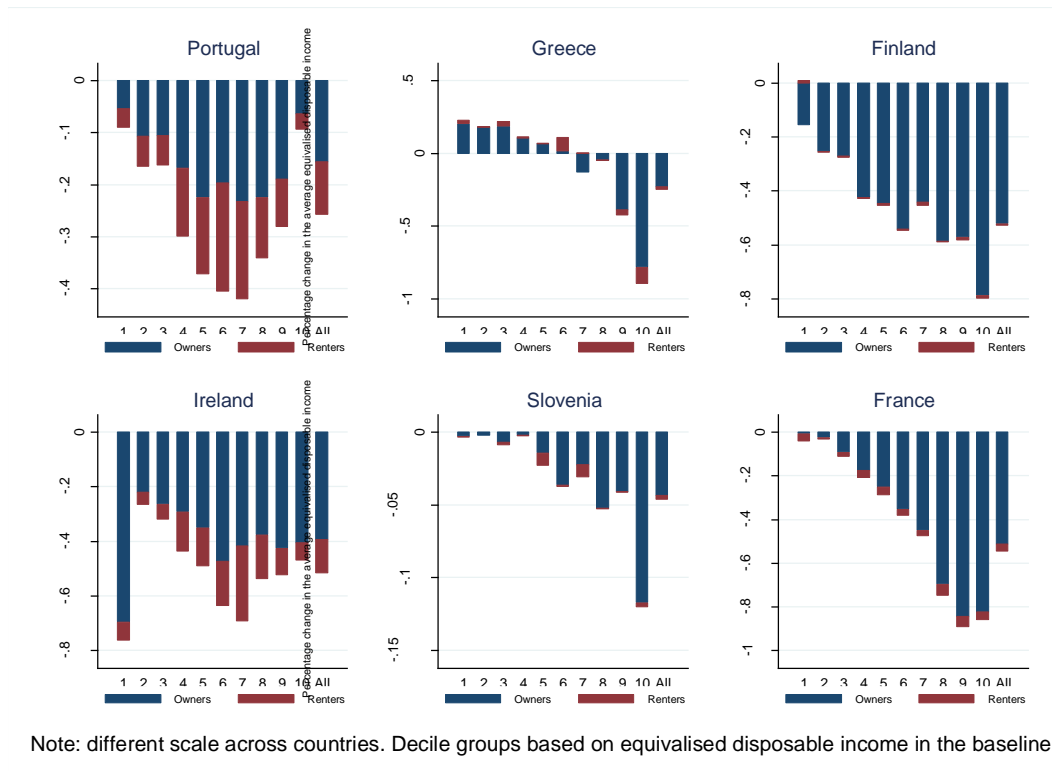 Portugal
Percentage change in the average equivalised disposable income
0
-.1
-.2
-.3
-.4
1 2 3 4 5 6 7 8 9 10 All
Owners Renters
Greece
.5
0
-.5
-1
1 2 3 4 5 6 7 8 9 10 All
Owners Renters
Finland
0
-.2
-.4
-.6
-.8
1 2 3 4 5 6 7 8 9 10 All
Owners Renters
Ireland
Percentage change in the average equivalised disposable income
0
-.2
-.4
-.6
-.8
1 2 3 4 5 6 7 8 9 10 All
Owners Renters
Slovenia
0
-.05
-.1
-.15
1 2 3 4 5 6 7 8 9 10 All
Owners Renters
France
0
-.2
-.4
-.6
-.8
-1
1 2 3 4 5 6 7 8 9 10 All
Owners Renters
Note: different scale across countries. Decile groups based on equivalised disposable income in the baseline